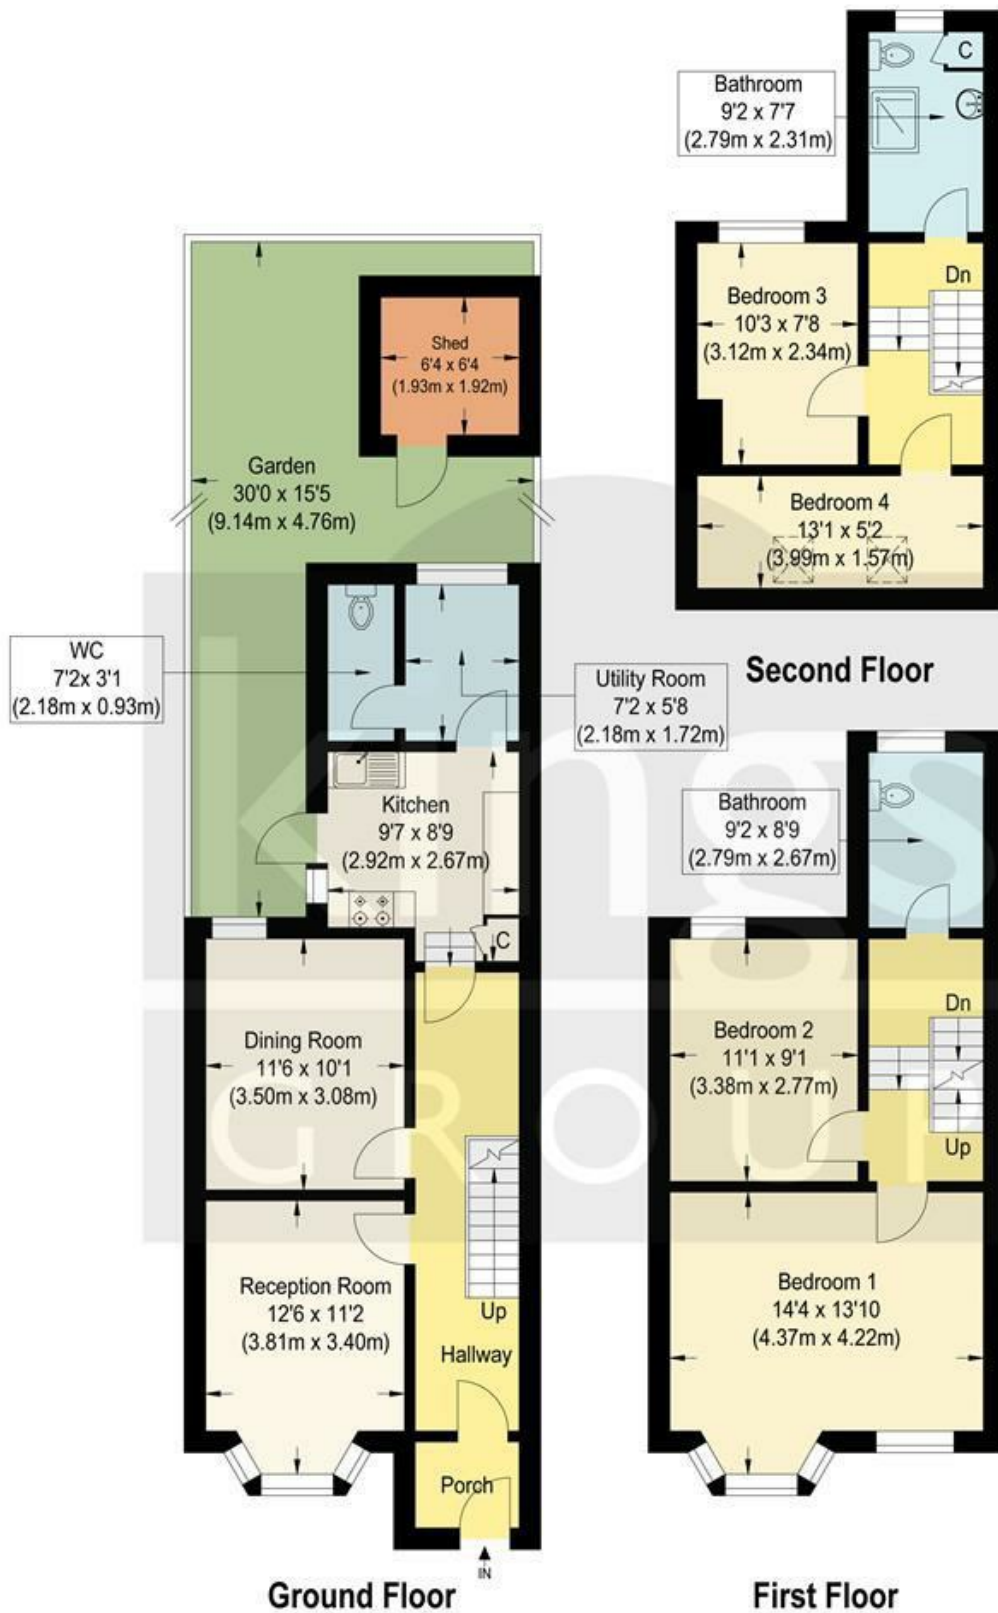 Bathroom
9'2 x 7'7
(2.79m x 2.31m)
C
Dn
Bedroom 3
10'3 x 7'8
(3.12m x 2.34m)
Bedroom 4
13'1 x 5'2
(3.99m x 1.57m)
Second Floor
Shed
6'4 x 6'4
(1.93m x 1.92m)
Garden
30'0 x 15'5
(9.14m x 4.76m)
WC
7'2x 3'1
(2.18m x 0.93m)
Utility Room
7'2 x 5'8
(2.18m x 1.72m)
Kitchen
9'7 x 8'9
(2.92m x 2.67m)
C
Dining Room
11'6 x 10'1
(3.50m x 3.08m)
Reception Room
12'6 x 11'2
(3.81m x 3.40m)
Up
Hallway
Porch
IN
Ground Floor
Bathroom
9'2 x 8'9
(2.79m x 2.67m)
Dn
Bedroom 2
11'1 x 9'1
(3.38m x 2.77m)
Up
Bedroom 1
14'4 x 13'10
(4.37m x 4.22m)
First Floor
kings
GROUP